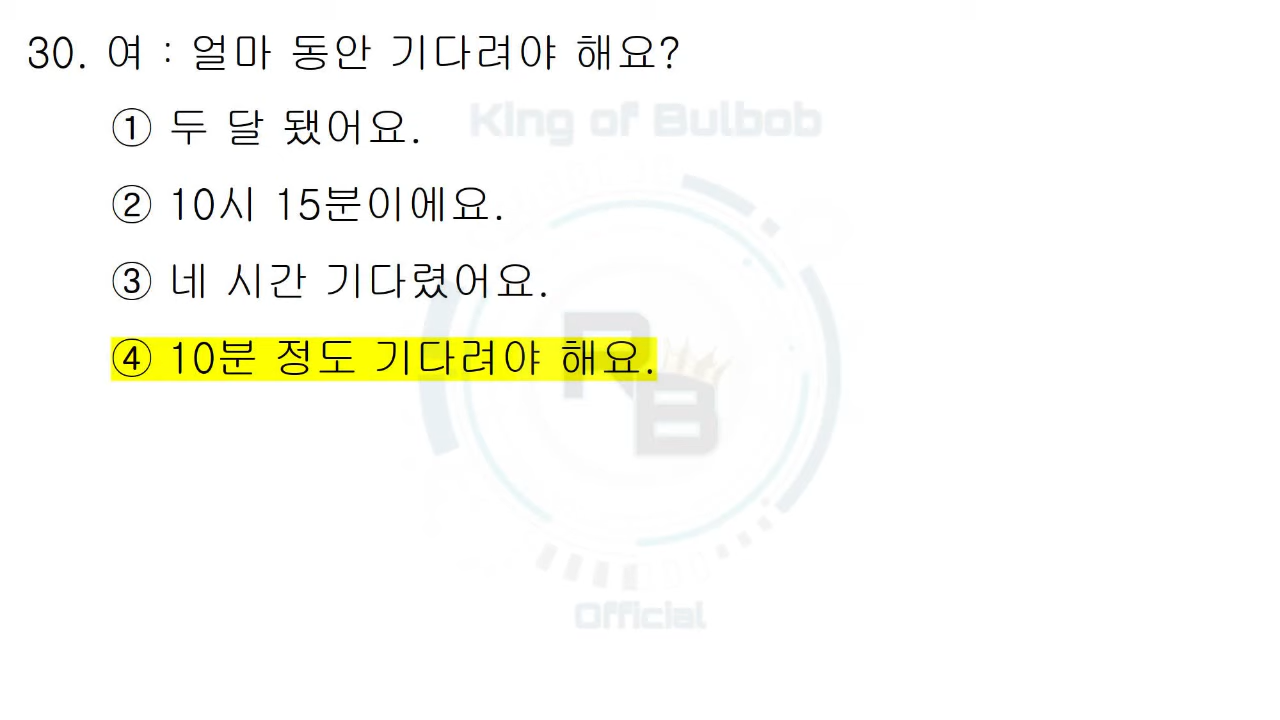 30. 여 : 얼마 동안 기다려야 해요?
① 두 달 됐어요.
King of Bulbob
② 10시 15분이에요.
③ 네 시간 기다렸어요.
④ 10분 정도 기다려야 해요.
RB
Official